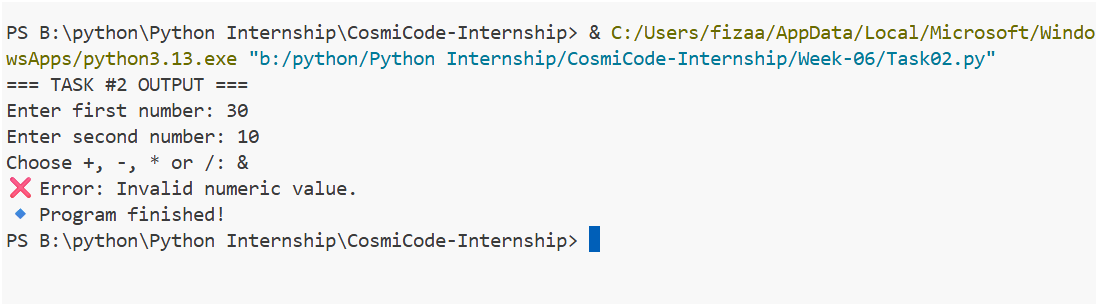 PS B:\python\Python Internship\CosmiCode-Internship> & C:/Users/fizaa/AppData/Local/Microsoft/Windo
wsApps/python3.13.exe "b:/python/Python Internship/CosmiCode-Internship/Week-06/Task02.py"
=== TASK #2 OUTPUT ===
Enter first number: 30
Enter second number: 10
Choose +, -, * or /: &
❌ Error: Invalid numeric value.
🔹 Program finished!
PS B:\python\Python Internship\CosmiCode-Internship>